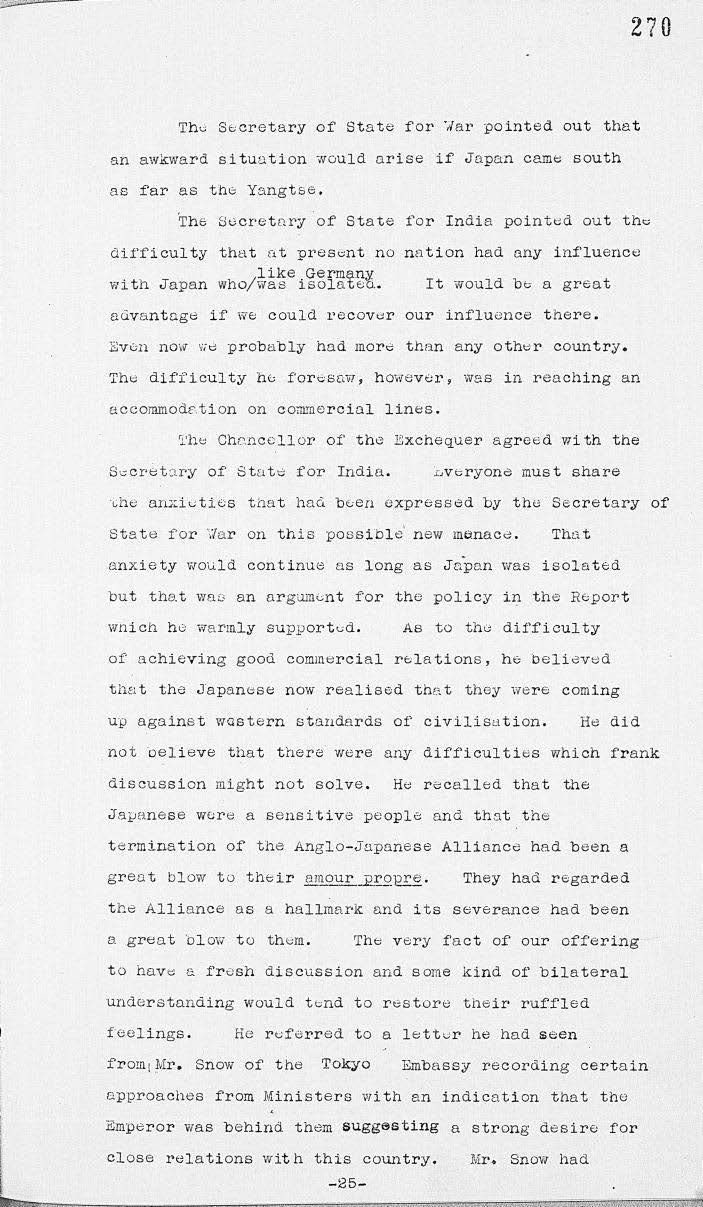 270
The Secretary of State for War pointed out that
an awkward situation would arise if Japan came south
as far as the Yangtse.
The Secretary of State for India pointed out the
difficulty that at present no nation had any influence
like Germany
with Japan who/was isolated. It would be a great
advantage if we could recover our influence there.
Even now we probably had more than any other country.
The difficulty he foresaw, however, was in reaching an
accommodation on commercial lines.
The Chancellor of the Exchequer agreed with the
Secretary of State for India. Everyone must share
the anxieties that had been expressed by the Secretary of
State for War on this possible new menace. That
anxiety would continue as long as Japan was isolated
but that was an argument for the policy in the Report
which he warmly supported. As to the difficulty
of achieving good commercial relations, he believed
that the Japanese now realised that they were coming
up against western standards of civilisation. He did
not believe that there were any difficulties which frank
discussion might not solve. He recalled that the
Japanese were a sensitive people and that the
termination of the Anglo-Japanese Alliance had been a
great blow to their amour propre. They had regarded
the Alliance as a hallmark and its severance had been
a great blow to them. The very fact of our offering
to have a fresh discussion and some kind of bilateral
understanding would tend to restore their ruffled
feelings. He referred to a letter he had seen
from Mr. Snow of the Tokyo Embassy recording certain
approaches from Ministers with an indication that the
Emperor was behind them suggesting a strong desire for
close relations with this country. Mr. Snow had
-25-